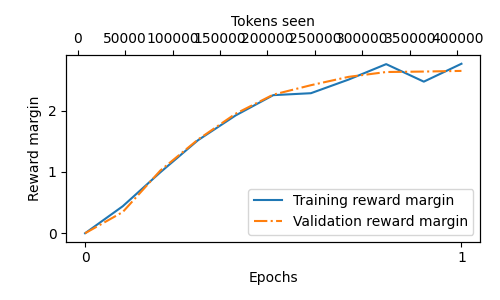 Tokens seen
0 50000 100000 150000 200000 250000 300000 350000 400000
2
1
0
Reward margin
Training reward margin
Validation reward margin
0 1
Epochs